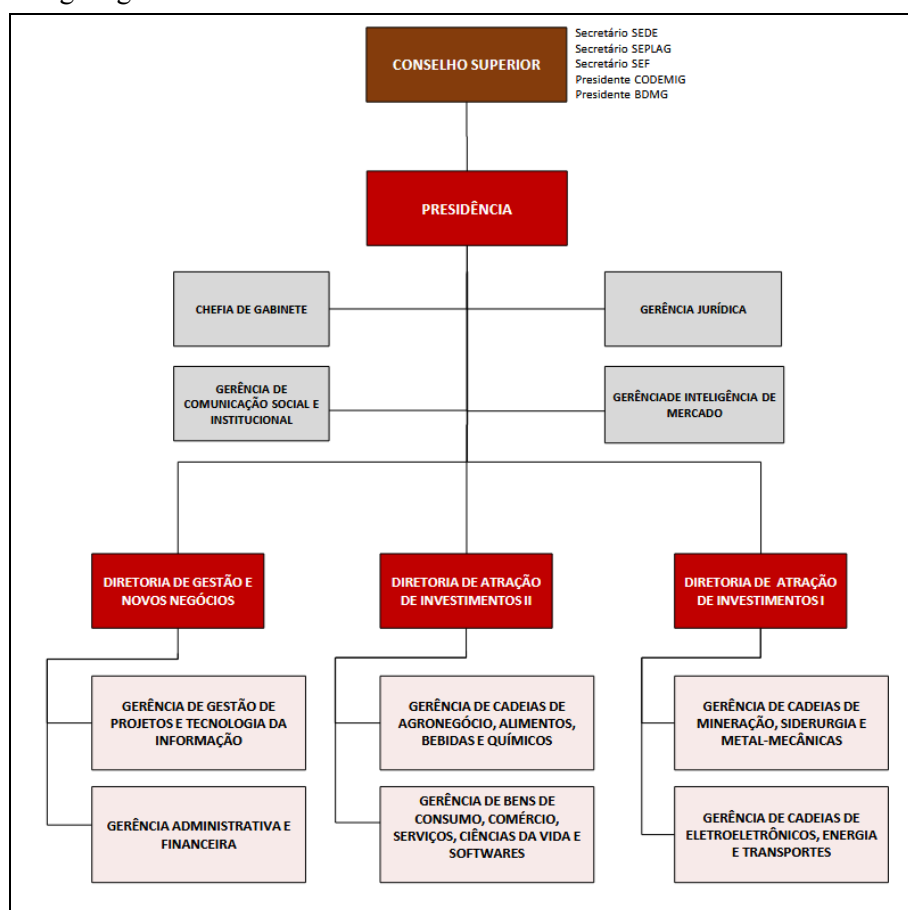 CONSELHO SUPERIOR
Secretário SEDE
Secretário SEPLAG
Secretário SEF
Presidente CODEMIG
Presidente BDMG
PRESIDÊNCIA
CHEFIA DE GABINETE
GERÊNCIA JURÍDICA
GERÊNCIA DE
COMUNICAÇÃO SOCIAL E
INSTITUCIONAL
GERÊNCIADE INTELIGÊNCIA DE
MERCADO
DIRETORIA DE GESTÃO E
NOVOS NEGÓCIOS
DIRETORIA DE ATRAÇÃO
DE INVESTIMENTOS II
DIRETORIA DE ATRAÇÃO
DE INVESTIMENTOS I
GERÊNCIA DE GESTÃO DE
PROJETOS E TECNOLOGIA DA
INFORMAÇÃO
GERÊNCIA DE CADEIAS DE
AGRONEGÓCIO, ALIMENTOS,
BEBIDAS E QUÍMICOS
GERÊNCIA DE CADEIAS DE
MINERAÇÃO, SIDERURGIA E
METAL-MECÂNICAS
GERÊNCIA ADMINISTRATIVA E
FINANCEIRA
GERÊNCIA DE BENS DE
CONSUMO, COMÉRCIO,
SERVIÇOS, CIÊNCIAS DA VIDA E
SOFTWARES
GERÊNCIA DE CADEIAS DE
ELETROELETRÔNICOS, ENERGIA
E TRANSPORTES